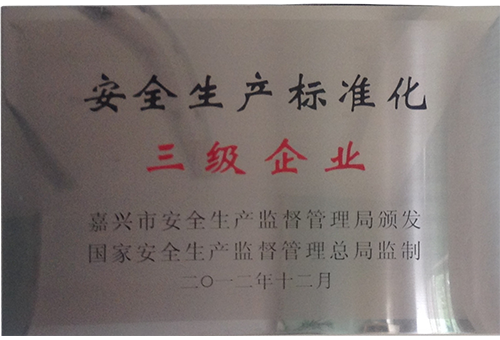 安全生产标准化
三级企业
嘉兴市安全生产监督管理局颁发
国家安全生产监督管理总局监制
二〇一二年十二月